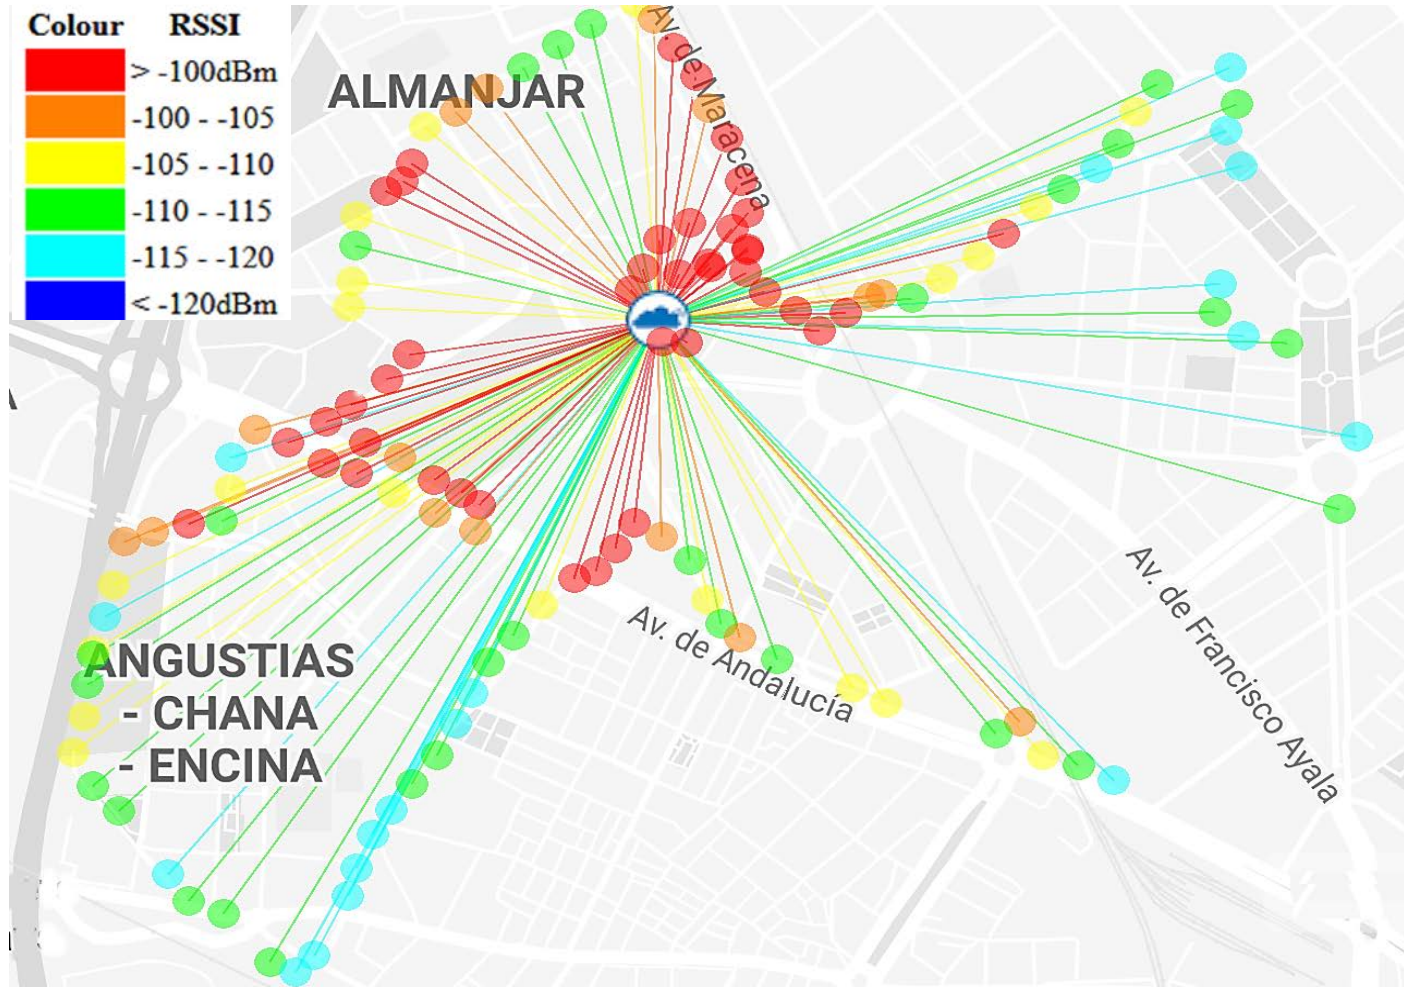 Colour RSSI
> -100dBm
-100 - -105
-105 - -110
-110 - -115
-115 - -120
< -120dBm
ALMANJAR
Av. de Maracena
Av. de Andalucía
Av. de Francisco Ayala
ANGUSTIAS
- CHANA
- ENCINA